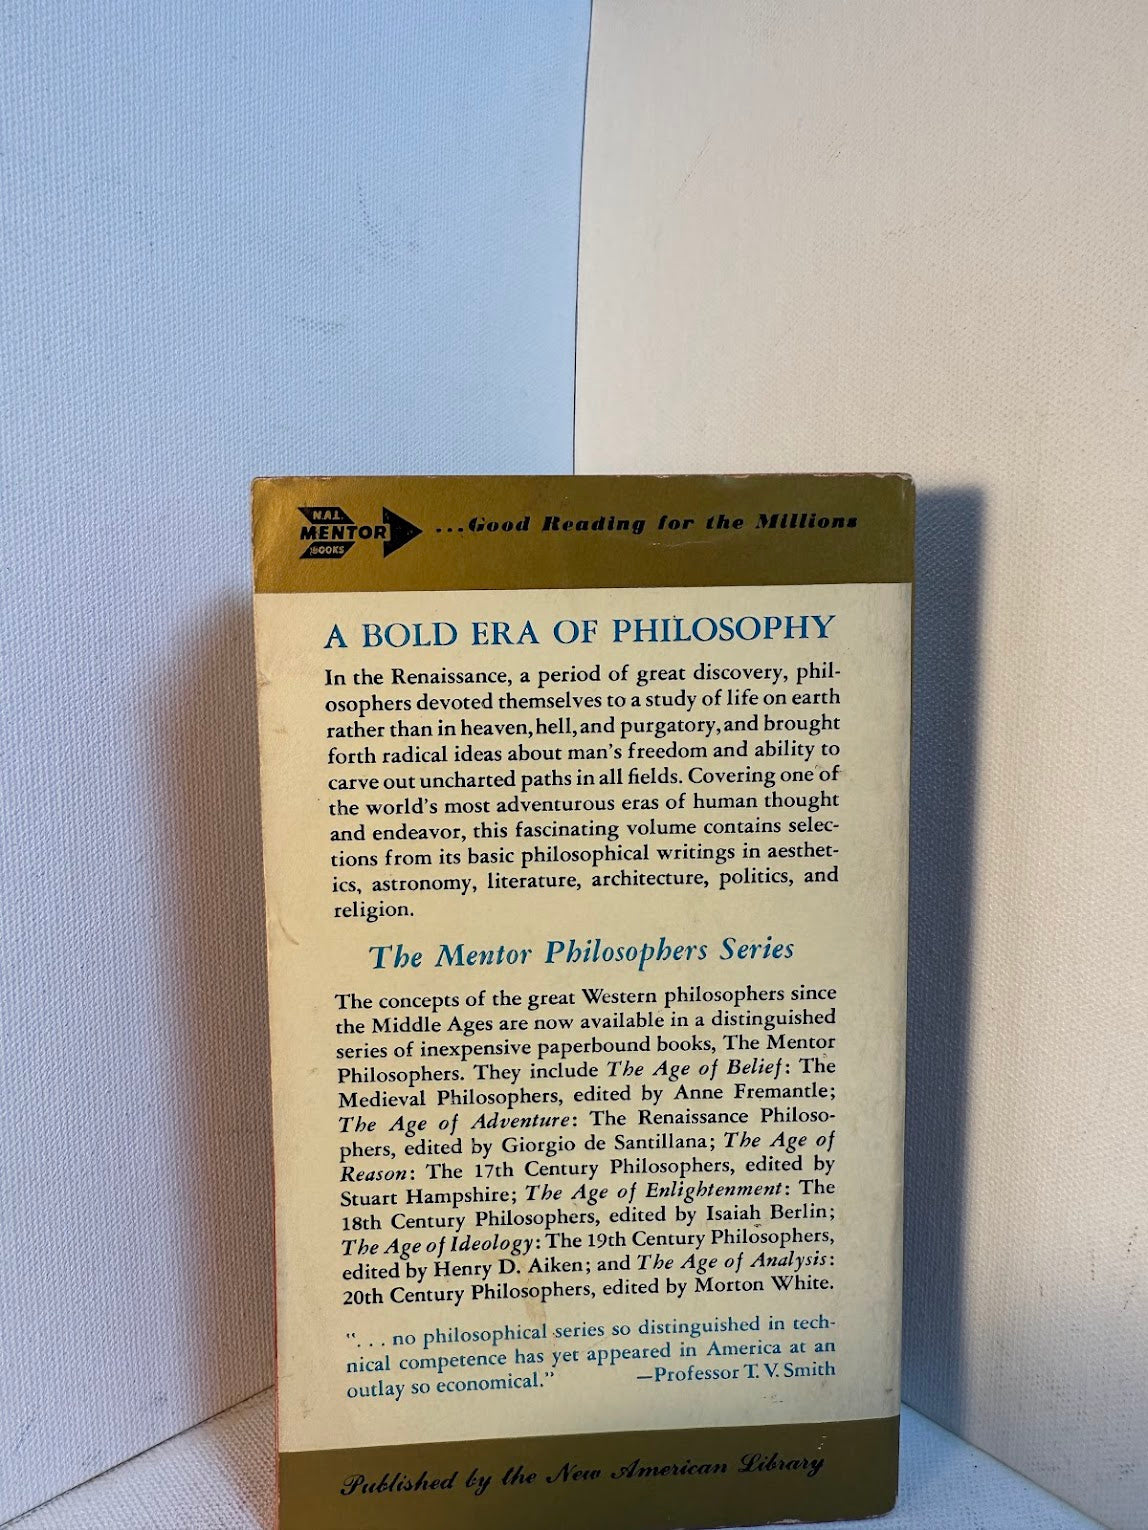 N.A.L.
MENTOR
BOOKS
...Good Reading for the Millions
A BOLD ERA OF PHILOSOPHY
In the Renaissance, a period of great discovery, phil-
osophers devoted themselves to a study of life on earth
rather than in heaven, hell, and purgatory, and brought
forth radical ideas about man's freedom and ability to
carve out uncharted paths in all fields. Covering one of
the world's most adventurous eras of human thought
and endeavor, this fascinating volume contains selec-
tions from its basic philosophical writings in aesthet-
ics, astronomy, literature, architecture, politics, and
religion.
The Mentor Philosophers Series
The concepts of the great Western philosophers since
the Middle Ages are now available in a distinguished
series of inexpensive paperbound books, The Mentor
Philosophers. They include The Age of Belief: The
Medieval Philosophers, edited by Anne Fremantle;
The Age of Adventure: The Renaissance Philoso-
phers, edited by Giorgio de Santillana; The Age of
Reason: The 17th Century Philosophers, edited by
Stuart Hampshire; The Age of Enlightenment: The
18th Century Philosophers, edited by Isaiah Berlin;
The Age of Ideology: The 19th Century Philosophers,
edited by Henry D. Aiken; and The Age of Analysis:
20th Century Philosophers, edited by Morton White.
"... no philosophical series so distinguished in tech-
nical competence has yet appeared in America at an
outlay so economical." —Professor T. V. Smith
Published by the New American Library